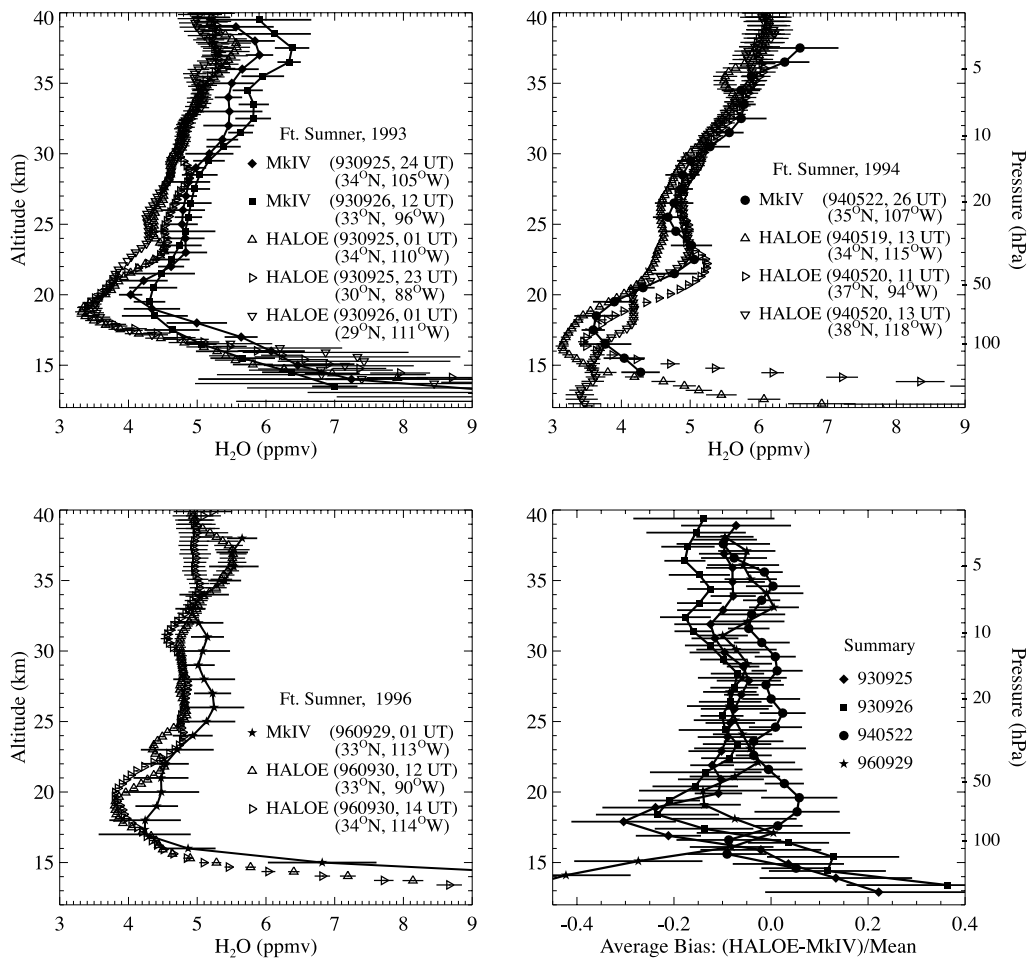 40
35
30
25
20
15
Altitude (km)
Ft. Sumner, 1993
MkIV (930925, 24 UT)
(34°N, 105°W)
MkIV (930926, 12 UT)
(33°N, 96°W)
HALOE (930925, 01 UT)
(34°N, 110°W)
HALOE (930925, 23 UT)
(30°N, 88°W)
HALOE (930926, 01 UT)
(29°N, 111°W)
3 4 5 6 7 8 9
H₂O (ppmv)
40
35
30
25
20
15
Ft. Sumner, 1994
MkIV (940522, 26 UT)
(35°N, 107°W)
HALOE (940519, 13 UT)
(34°N, 115°W)
HALOE (940520, 11 UT)
(37°N, 94°W)
HALOE (940520, 13 UT)
(38°N, 118°W)
5
10
20
50
100
Pressure (hPa)
3 4 5 6 7 8 9
H₂O (ppmv)
40
35
30
25
20
15
Altitude (km)
Ft. Sumner, 1996
MkIV (960929, 01 UT)
(33°N, 113°W)
HALOE (960930, 12 UT)
(33°N, 90°W)
HALOE (960930, 14 UT)
(34°N, 114°W)
3 4 5 6 7 8 9
H₂O (ppmv)
40
35
30
25
20
15
Summary
930925
930926
940522
960929
5
10
20
50
100
Pressure (hPa)
-0.4 -0.2 0.0 0.2 0.4
Average Bias: (HALOE-MkIV)/Mean